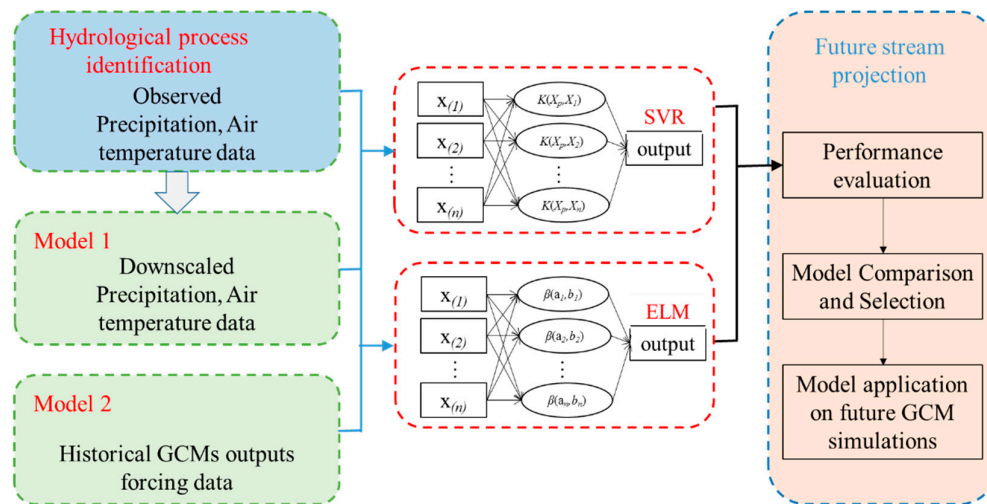 Hydrological process
identification
Observed
Precipitation, Air
temperature data
Model 1
Downscaled
Precipitation, Air
temperature data
Model 2
Historical GCMs outputs
forcing data
x(1)
x(2)
⋮
x(n)
K(Xp,X1)
K(Xp,X2)
⋮
K(Xp,Xn)
SVR
output
x(1)
x(2)
⋮
x(n)
β(a1,b1)
β(a2,b2)
⋮
β(an,bn)
ELM
output
Future stream
projection
Performance
evaluation
Model Comparison
and Selection
Model application
on future GCM
simulations